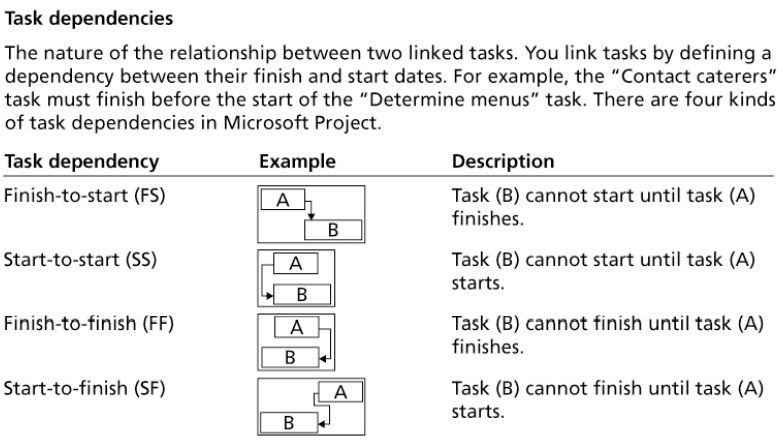 Task dependencies
The nature of the relationship between two linked tasks. You link tasks by defining a
dependency between their finish and start dates. For example, the “Contact caterers”
task must finish before the start of the “Determine menus” task. There are four kinds
of task dependencies in Microsoft Project.
Task dependency Example Description
Finish-to-start (FS) A B Task (B) cannot start until task (A)
finishes.
Start-to-start (SS) A B Task (B) cannot start until task (A)
starts.
Finish-to-finish (FF) A B Task (B) cannot finish until task (A)
finishes.
Start-to-finish (SF) A B Task (B) cannot finish until task (A)
starts.